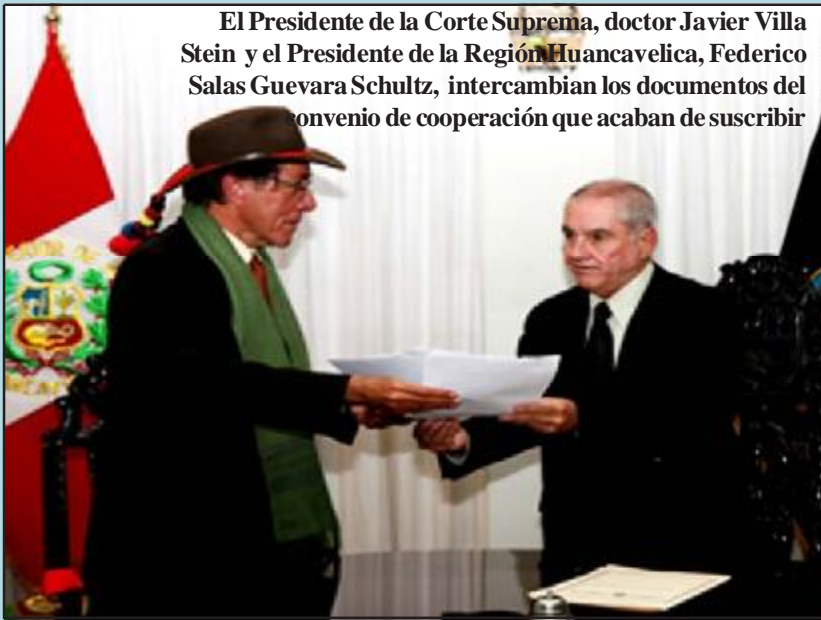 El Presidente de la Corte Suprema, doctor Javier Villa
Stein y el Presidente de la Región Huancavelica, Federico
Salas Guevara Schultz, intercambian los documentos del
convenio de cooperación que acaban de suscribir